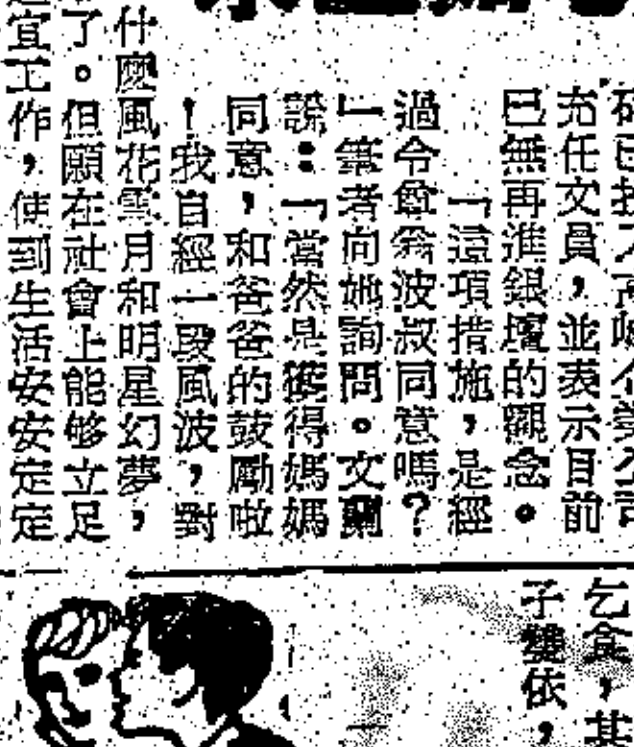 充任文員，並表示目前
已無再進銀壇的觀念。
「這項措施，是經
過令尊翁波叔同意嗎？
」筆者向她詢問。文蘭
說：「當然是獲得媽媽
同意，和爸爸的鼓勵啦
！我自經一段風波，對
什麼風花雪月和明星幻夢，
了。但願在社會上能够立足
宜工作，使到生活安安定定
乞食，其
子雙依，